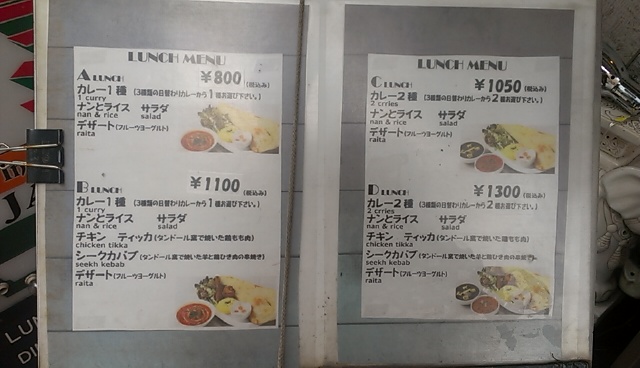 LUNCH MENU
A LUNCH ¥800 (税込み)
カレー1種 (3種類の日替わりカレーから1種お選び下さい。)
1 curry
ナンとライス サラダ
nan & rice salad
デザート(フルーツヨーグルト)
raita
B LUNCH ¥1100 (税込み)
カレー1種 (3種類の日替わりカレーから1種お選び下さい。)
1 curry
ナンとライス サラダ
nan & rice salad
チキン ティッカ (タンドール窯で焼いた鶏もも肉)
chicken tikka
シークカバブ (タンドール窯で焼いた羊と鶏ひき肉の串焼き)
seekh kebab
デザート(フルーツヨーグルト)
raita
LUNCH MENU
C LUNCH ¥1050 (税込み)
カレー2種 (3種類の日替わりカレーから2種お選び下さい。)
2 crries
ナンとライス サラダ
nan & rice salad
デザート(フルーツヨーグルト)
raita
D LUNCH ¥1300 (税込み)
カレー2種 (3種類の日替わりカレーから2種お選び下さい。)
2 crries
ナンとライス サラダ
nan & rice salad
チキン ティッカ (タンドール窯で焼いた鶏もも肉)
chicken tikka
シークカバブ (タンドール窯で焼いた羊と鶏ひき肉の串焼き)
seekh kebab
デザート(フルーツヨーグルト)
raita